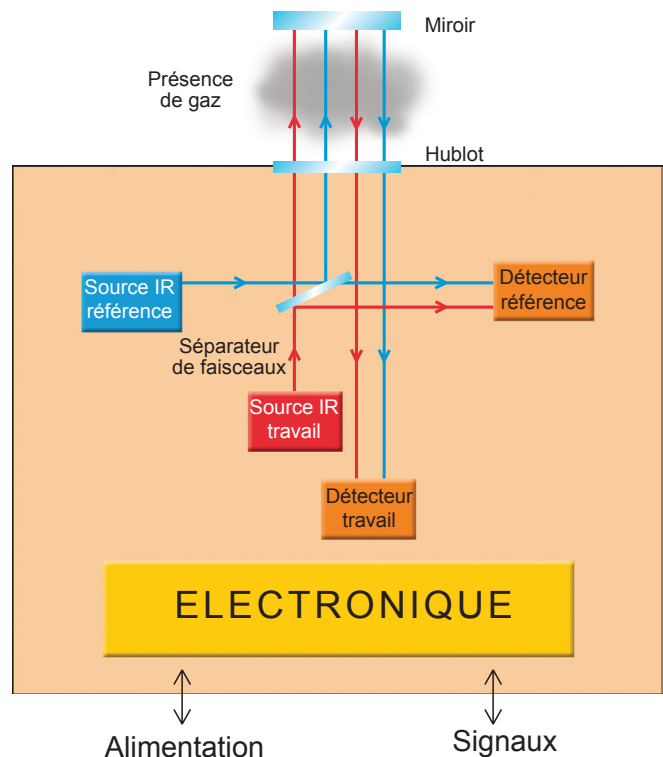 Miroir
Présence
de gaz
Hublot
Source IR
référence
Détecteur
référence
Séparateur
de faisceaux
Source IR
travail
Détecteur
travail
ELECTRONIQUE
Alimentation
Signaux